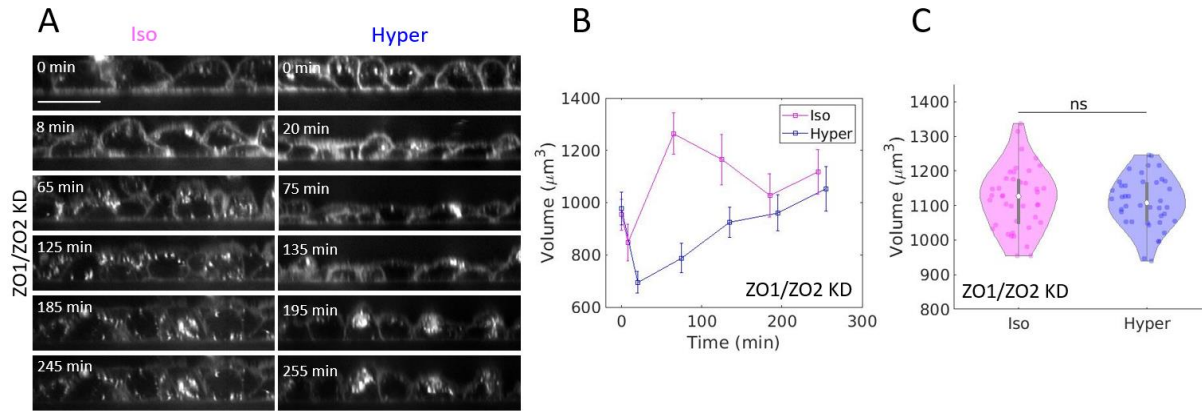 A
Iso
Hyper
ZO1/ZO2 KD
0 min
0 min
8 min
20 min
65 min
75 min
125 min
135 min
185 min
195 min
245 min
255 min
B
1400
1200
1000
800
600
Volume (μm³)
0
100
200
300
Time (min)
Iso
Hyper
ZO1/ZO2 KD
C
1400
1300
1200
1100
1000
900
800
Volume (μm³)
ns
ZO1/ZO2 KD
Iso
Hyper